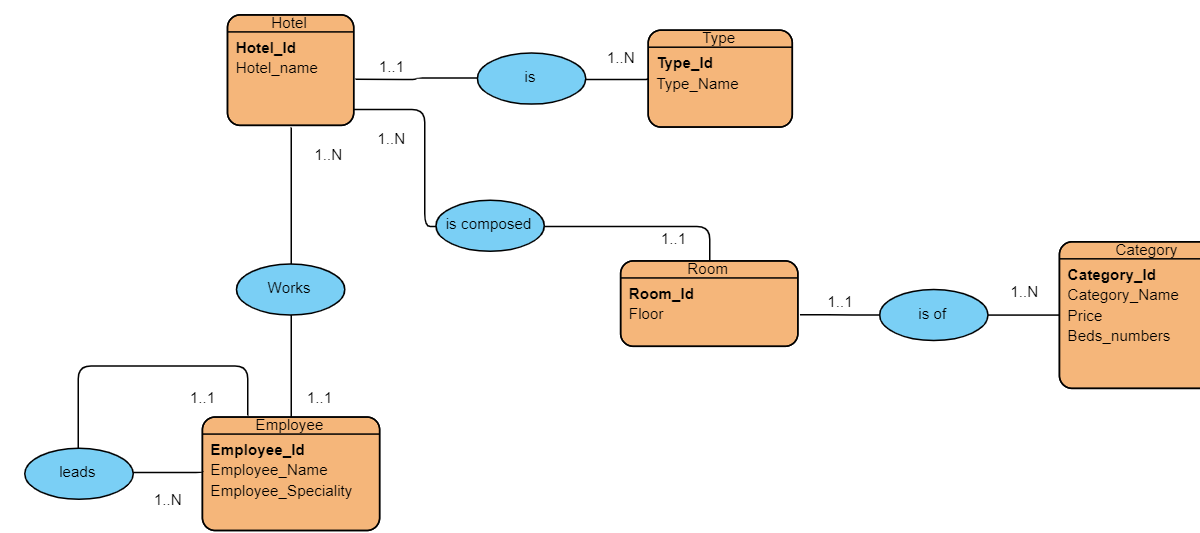 Hotel
Hotel_Id
Hotel_name
1..1
is
1..N
Type
Type_Id
Type_Name
1..N
1..N
is composed
1..1
Room
Room_Id
Floor
1..1
is of
1..N
Category
Category_Id
Category_Name
Price
Beds_numbers
Works
1..1
1..1
Employee
Employee_Id
Employee_Name
Employee_Speciality
leads
1..N